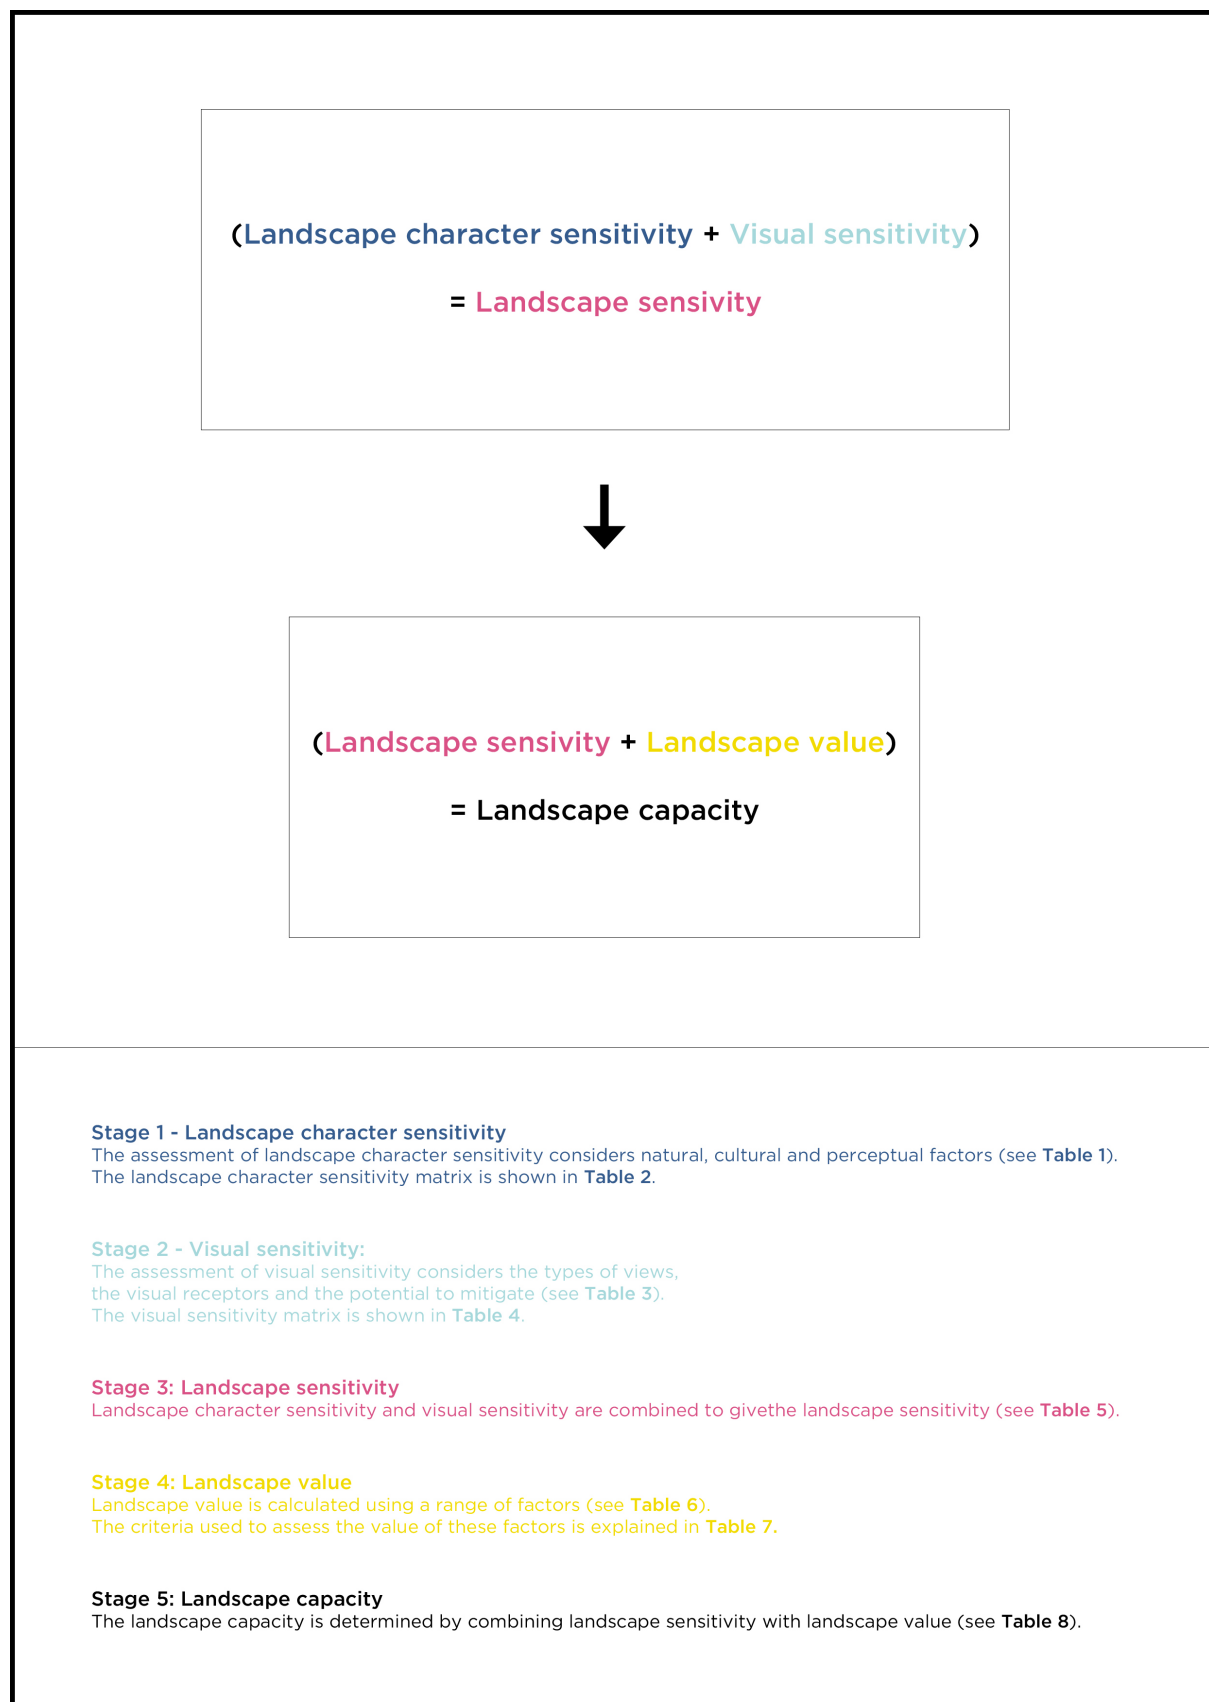 (Landscape character sensitivity + Visual sensitivity)
= Landscape sensivity
(Landscape sensivity + Landscape value)
= Landscape capacity
Stage 1 - Landscape character sensitivity
The assessment of landscape character sensitivity considers natural, cultural and perceptual factors (see Table 1).
The landscape character sensitivity matrix is shown in Table 2.
Stage 2 - Visual sensitivity:
The assessment of visual sensitivity considers the types of views,
the visual receptors and the potential to mitigate (see Table 3).
The visual sensitivity matrix is shown in Table 4.
Stage 3: Landscape sensitivity
Landscape character sensitivity and visual sensitivity are combined to givethe landscape sensitivity (see Table 5).
Stage 4: Landscape value
Landscape value is calculated using a range of factors (see Table 6).
The criteria used to assess the value of these factors is explained in Table 7.
Stage 5: Landscape capacity
The landscape capacity is determined by combining landscape sensitivity with landscape value (see Table 8).